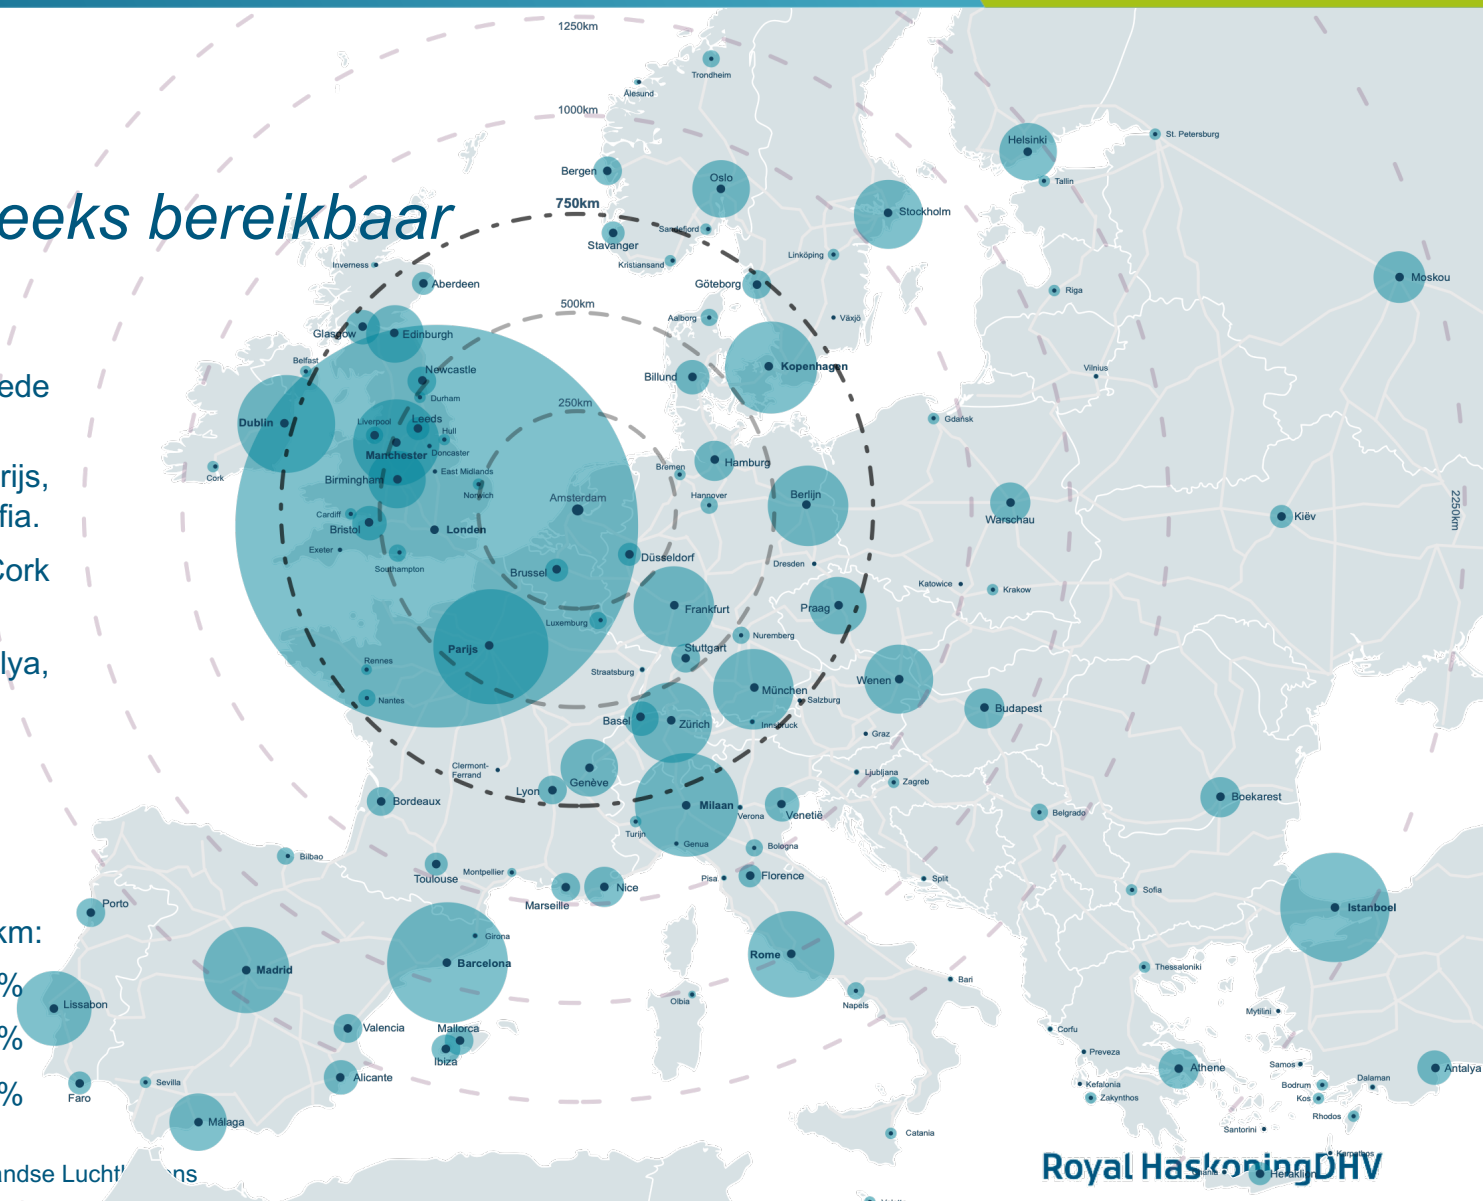 1250km
1000km
eeks bereikbaar
750km
500km
250km
2250km
ede
rijs,
fia.
Cork
lya,
km:
%
%
%
Trondheim
Ålesund
St. Petersburg
Helsinki
Tallin
Bergen
Oslo
Stockholm
Stavanger
Sandefjord
Kristiansand
Linköping
Inverness
Aberdeen
Göteborg
Riga
Moskou
Aalborg
Växjö
Glasgow
Edinburgh
Belfast
Newcastle
Billund
Kopenhagen
Vilnius
Durham
Gdańsk
Dublin
Liverpool
Leeds
Hull
Manchester
Doncaster
Cork
East Midlands
Birmingham
Norwich
Bremen
Hamburg
Hannover
Berlijn
Amsterdam
Cardiff
Bristol
Londen
Warschau
Kiëv
Exeter
Southampton
Brussel
Düsseldorf
Dresden
Katowice
Krakow
Frankfurt
Praag
Luxemburg
Nuremberg
Parijs
Stuttgart
Rennes
Straatsburg
Nantes
München
Salzburg
Wenen
Budapest
Basel
Zürich
Innsbruck
Graz
Clermont-
Ferrand
Genève
Ljubljana
Zagreb
Lyon
Bordeaux
Milaan
Verona
Venetië
Boekarest
Belgrado
Turijn
Genua
Bologna
Bilbao
Toulouse
Montpellier
Pisa
Florence
Split
Sofia
Marseille
Nice
Porto
Istanboel
Girona
Barcelona
Madrid
Rome
Thessaloniki
Bari
Lissabon
Olbia
Napels
Mytilini
Valencia
Mallorca
Ibiza
Corfu
Preveza
Athene
Samos
Antalya
Faro
Sevilla
Alicante
Kefalonia
Zakynthos
Bodrum
Dalaman
Kos
Rhodos
Málaga
Catania
Santorini
Karpathos
Heraklien
andse Lucht
ns
Royal HaskoningDHV